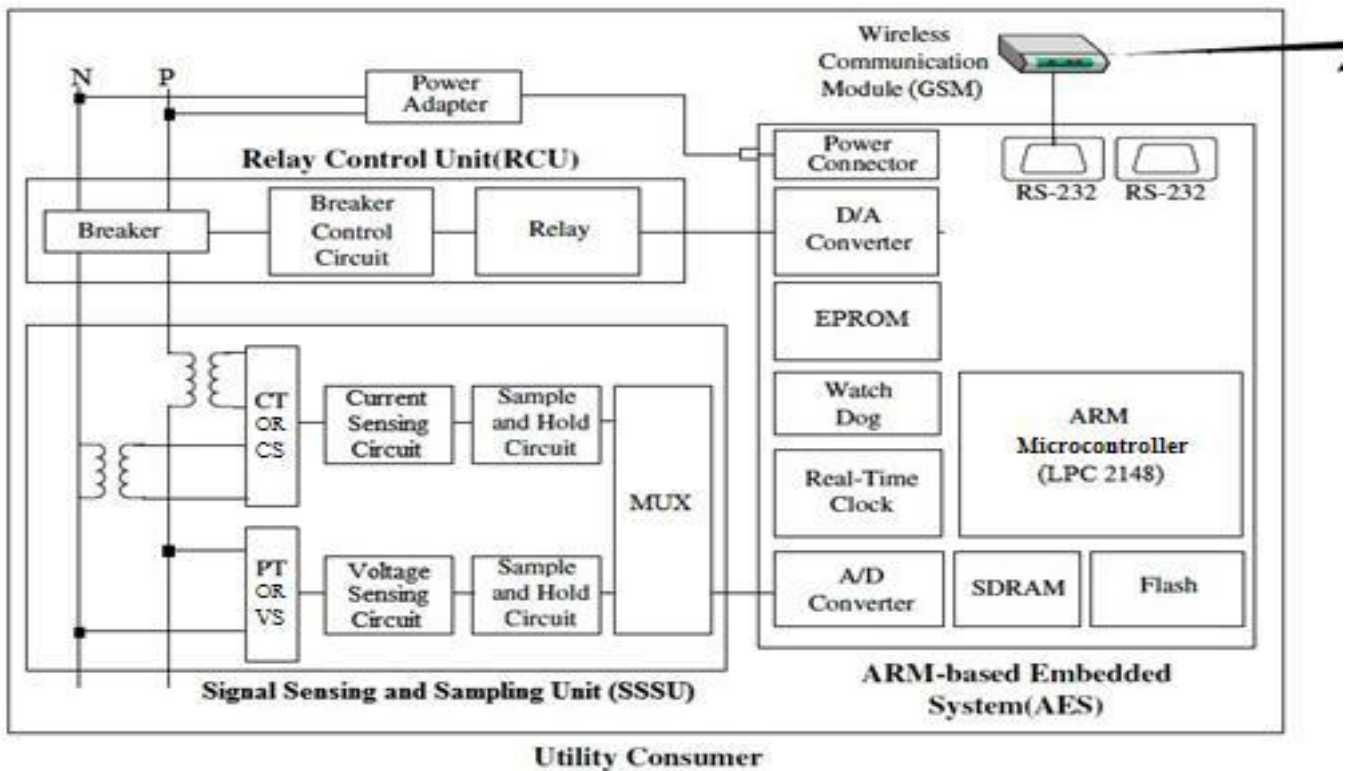 Wireless
Communication
Module (GSM)
N
P
Power
Adapter
Relay Control Unit(RCU)
Power
Connector
RS-232
RS-232
Breaker
Breaker
Control
Circuit
Relay
D/A
Converter
EPROM
CT
OR
CS
Current
Sensing
Circuit
Sample
and Hold
Circuit
MUX
Watch
Dog
ARM
Microcontroller
(LPC 2148)
Real-Time
Clock
PT
OR
VS
Voltage
Sensing
Circuit
Sample
and Hold
Circuit
A/D
Converter
SDRAM
Flash
Signal Sensing and Sampling Unit (SSSU)
ARM-based Embedded
System(AES)
Utility Consumer